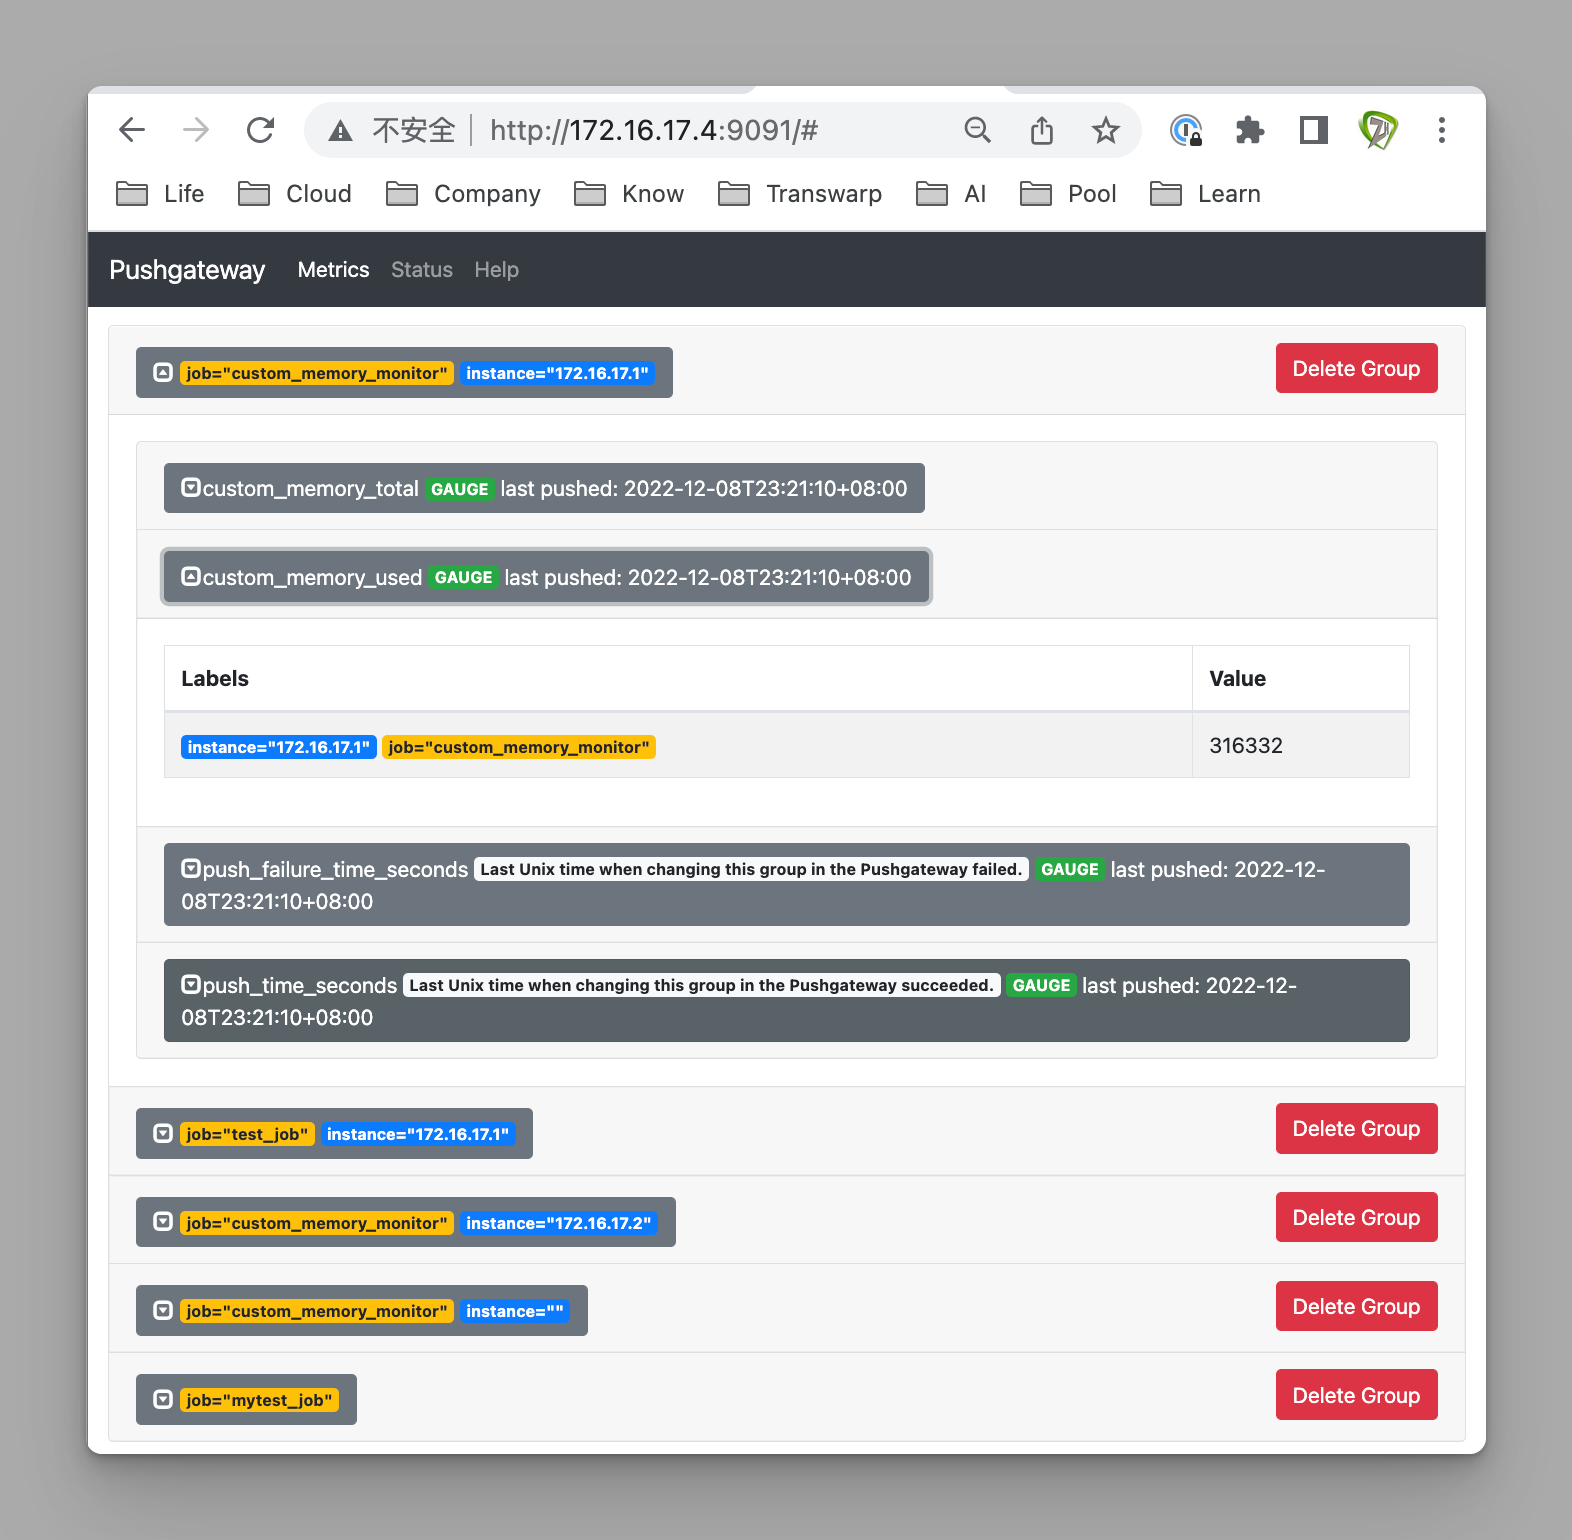 不安全 http://172.16.17.4:9091/#
Life Cloud Company Know Transwarp AI Pool Learn
Pushgateway Metrics Status Help
job="custom_memory_monitor" instance="172.16.17.1" Delete Group
custom_memory_total GAUGE last pushed: 2022-12-08T23:21:10+08:00
custom_memory_used GAUGE last pushed: 2022-12-08T23:21:10+08:00
Labels Value
instance="172.16.17.1" job="custom_memory_monitor" 316332
push_failure_time_seconds Last Unix time when changing this group in the Pushgateway failed. GAUGE last pushed: 2022-12-
08T23:21:10+08:00
push_time_seconds Last Unix time when changing this group in the Pushgateway succeeded. GAUGE last pushed: 2022-12-
08T23:21:10+08:00
job="test_job" instance="172.16.17.1" Delete Group
job="custom_memory_monitor" instance="172.16.17.2" Delete Group
job="custom_memory_monitor" instance="" Delete Group
job="mytest_job" Delete Group